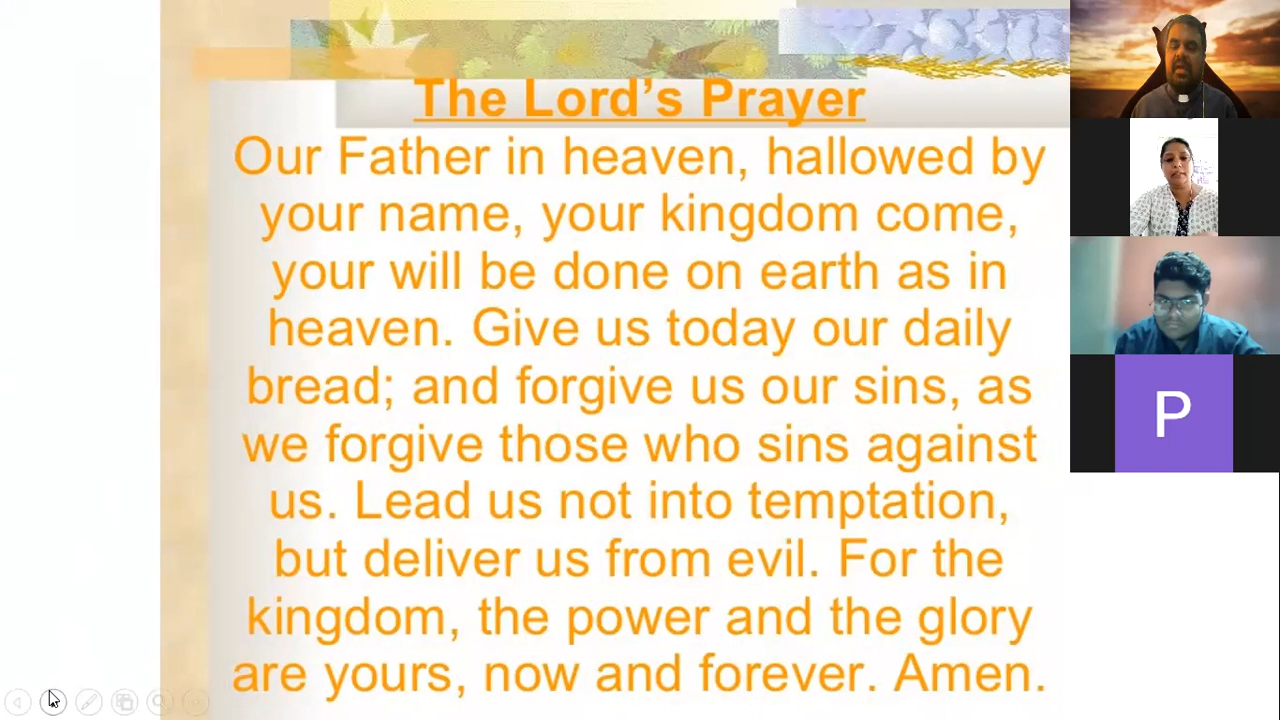 The Lord’s Prayer
Our Father in heaven, hallowed by
your name, your kingdom come,
your will be done on earth as in
heaven. Give us today our daily
bread; and forgive us our sins, as
we forgive those who sins against
us. Lead us not into temptation,
but deliver us from evil. For the
kingdom, the power and the glory
are yours, now and forever. Amen.
P